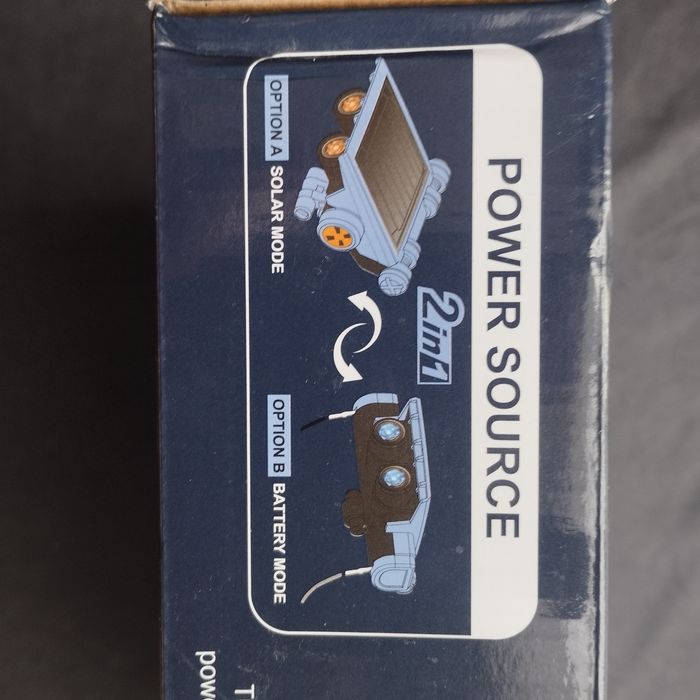 POWER SOURCE
2in1
OPTION A SOLAR MODE
OPTION B BATTERY MODE